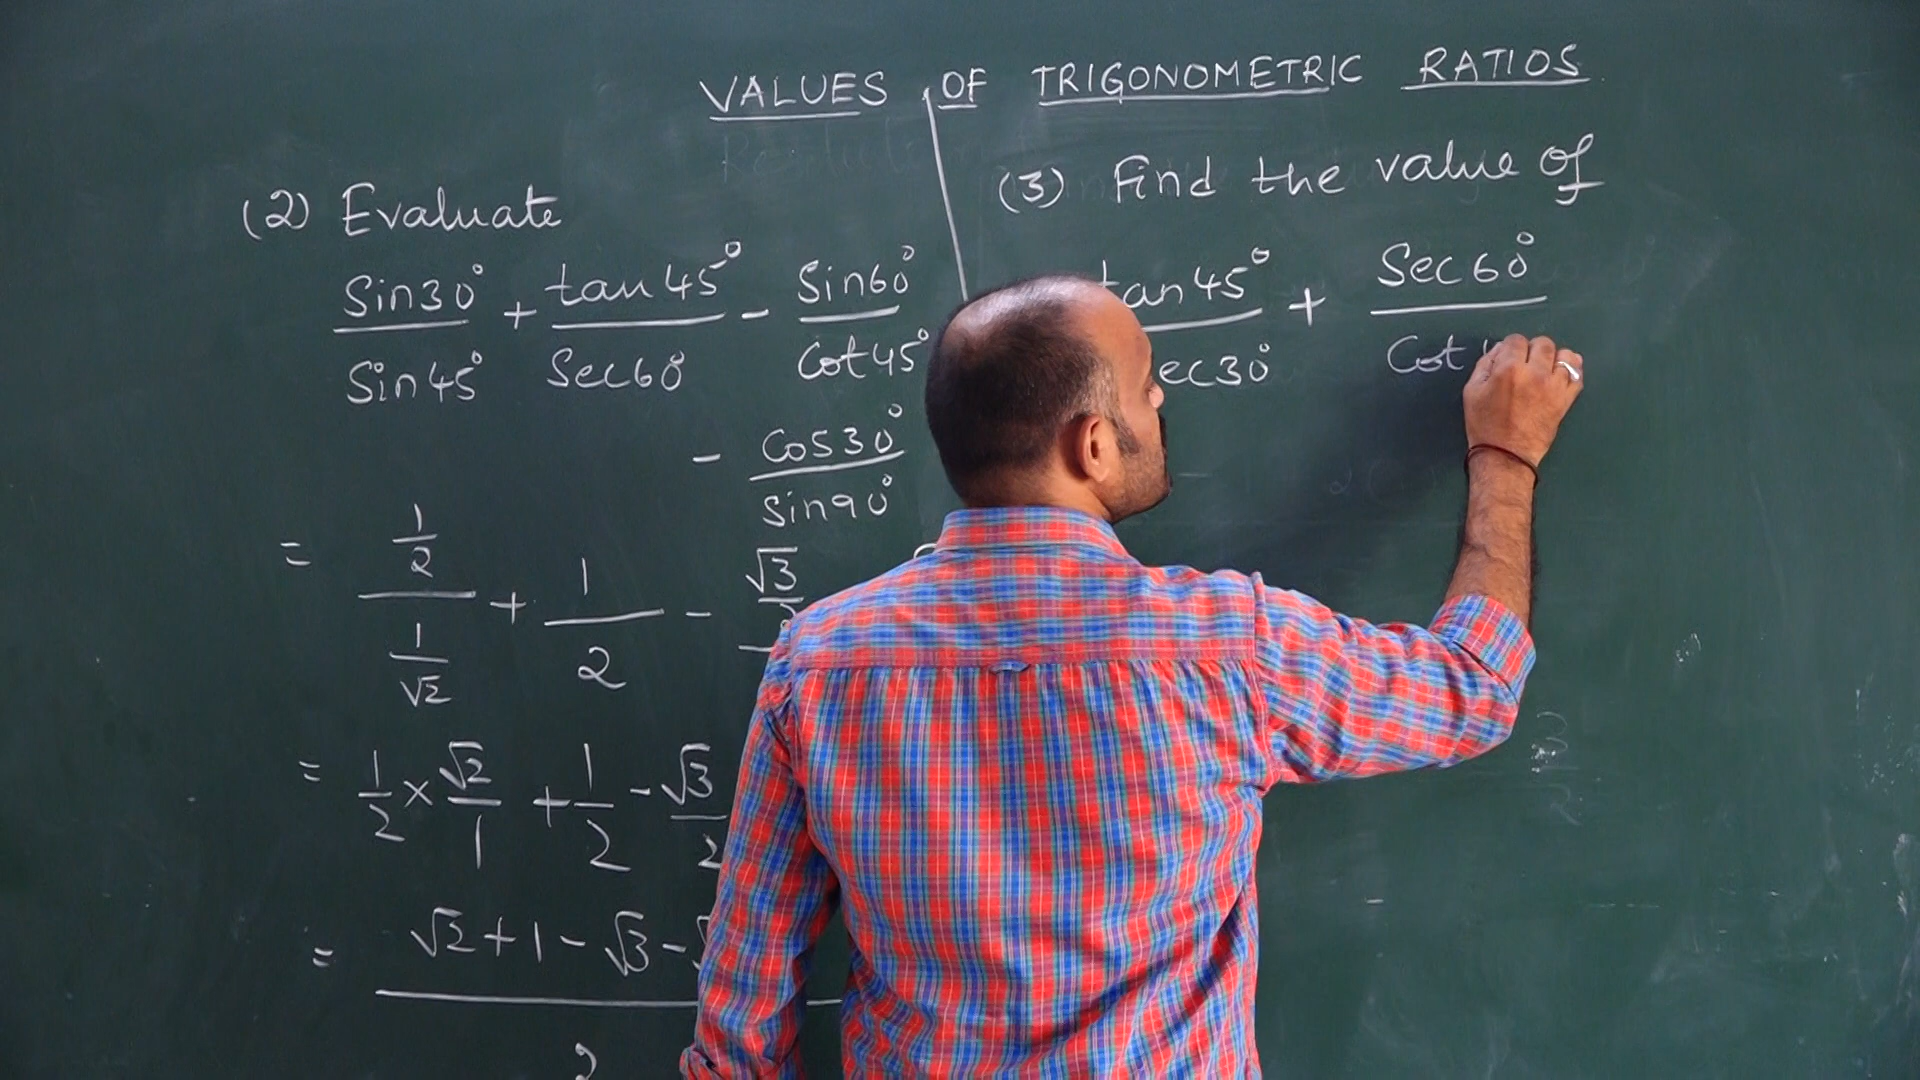 VALUES OF TRIGONOMETRIC RATIOS
(2) Evaluate
Sin30° + tan45° - Sin60°
Sin45° Sec60° Cot45°
- Cos30°
Sin90°
= 1/2 / 1/√2 + 1/2 - √3
= 1/2 × √2/1 + 1/2 - √3/2
= √2+1-√3-
2
(3) Find the value of
tan45° + Sec60°
ec30° Cot